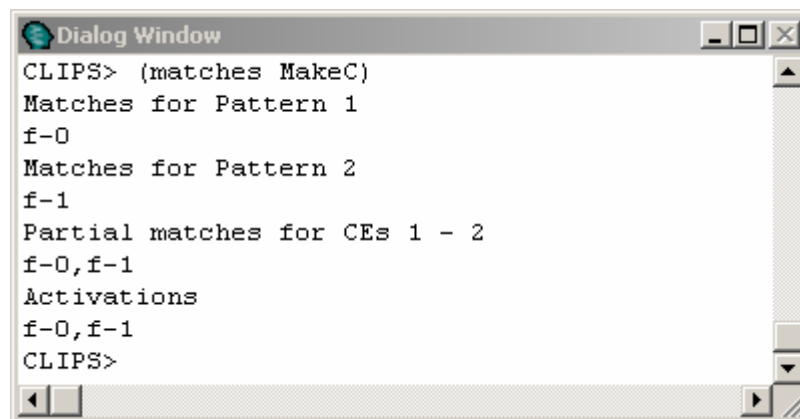 Dialog Window
CLIPS> (matches MakeC)
Matches for Pattern 1
f-0
Matches for Pattern 2
f-1
Partial matches for CEs 1 - 2
f-0,f-1
Activations
f-0,f-1
CLIPS>